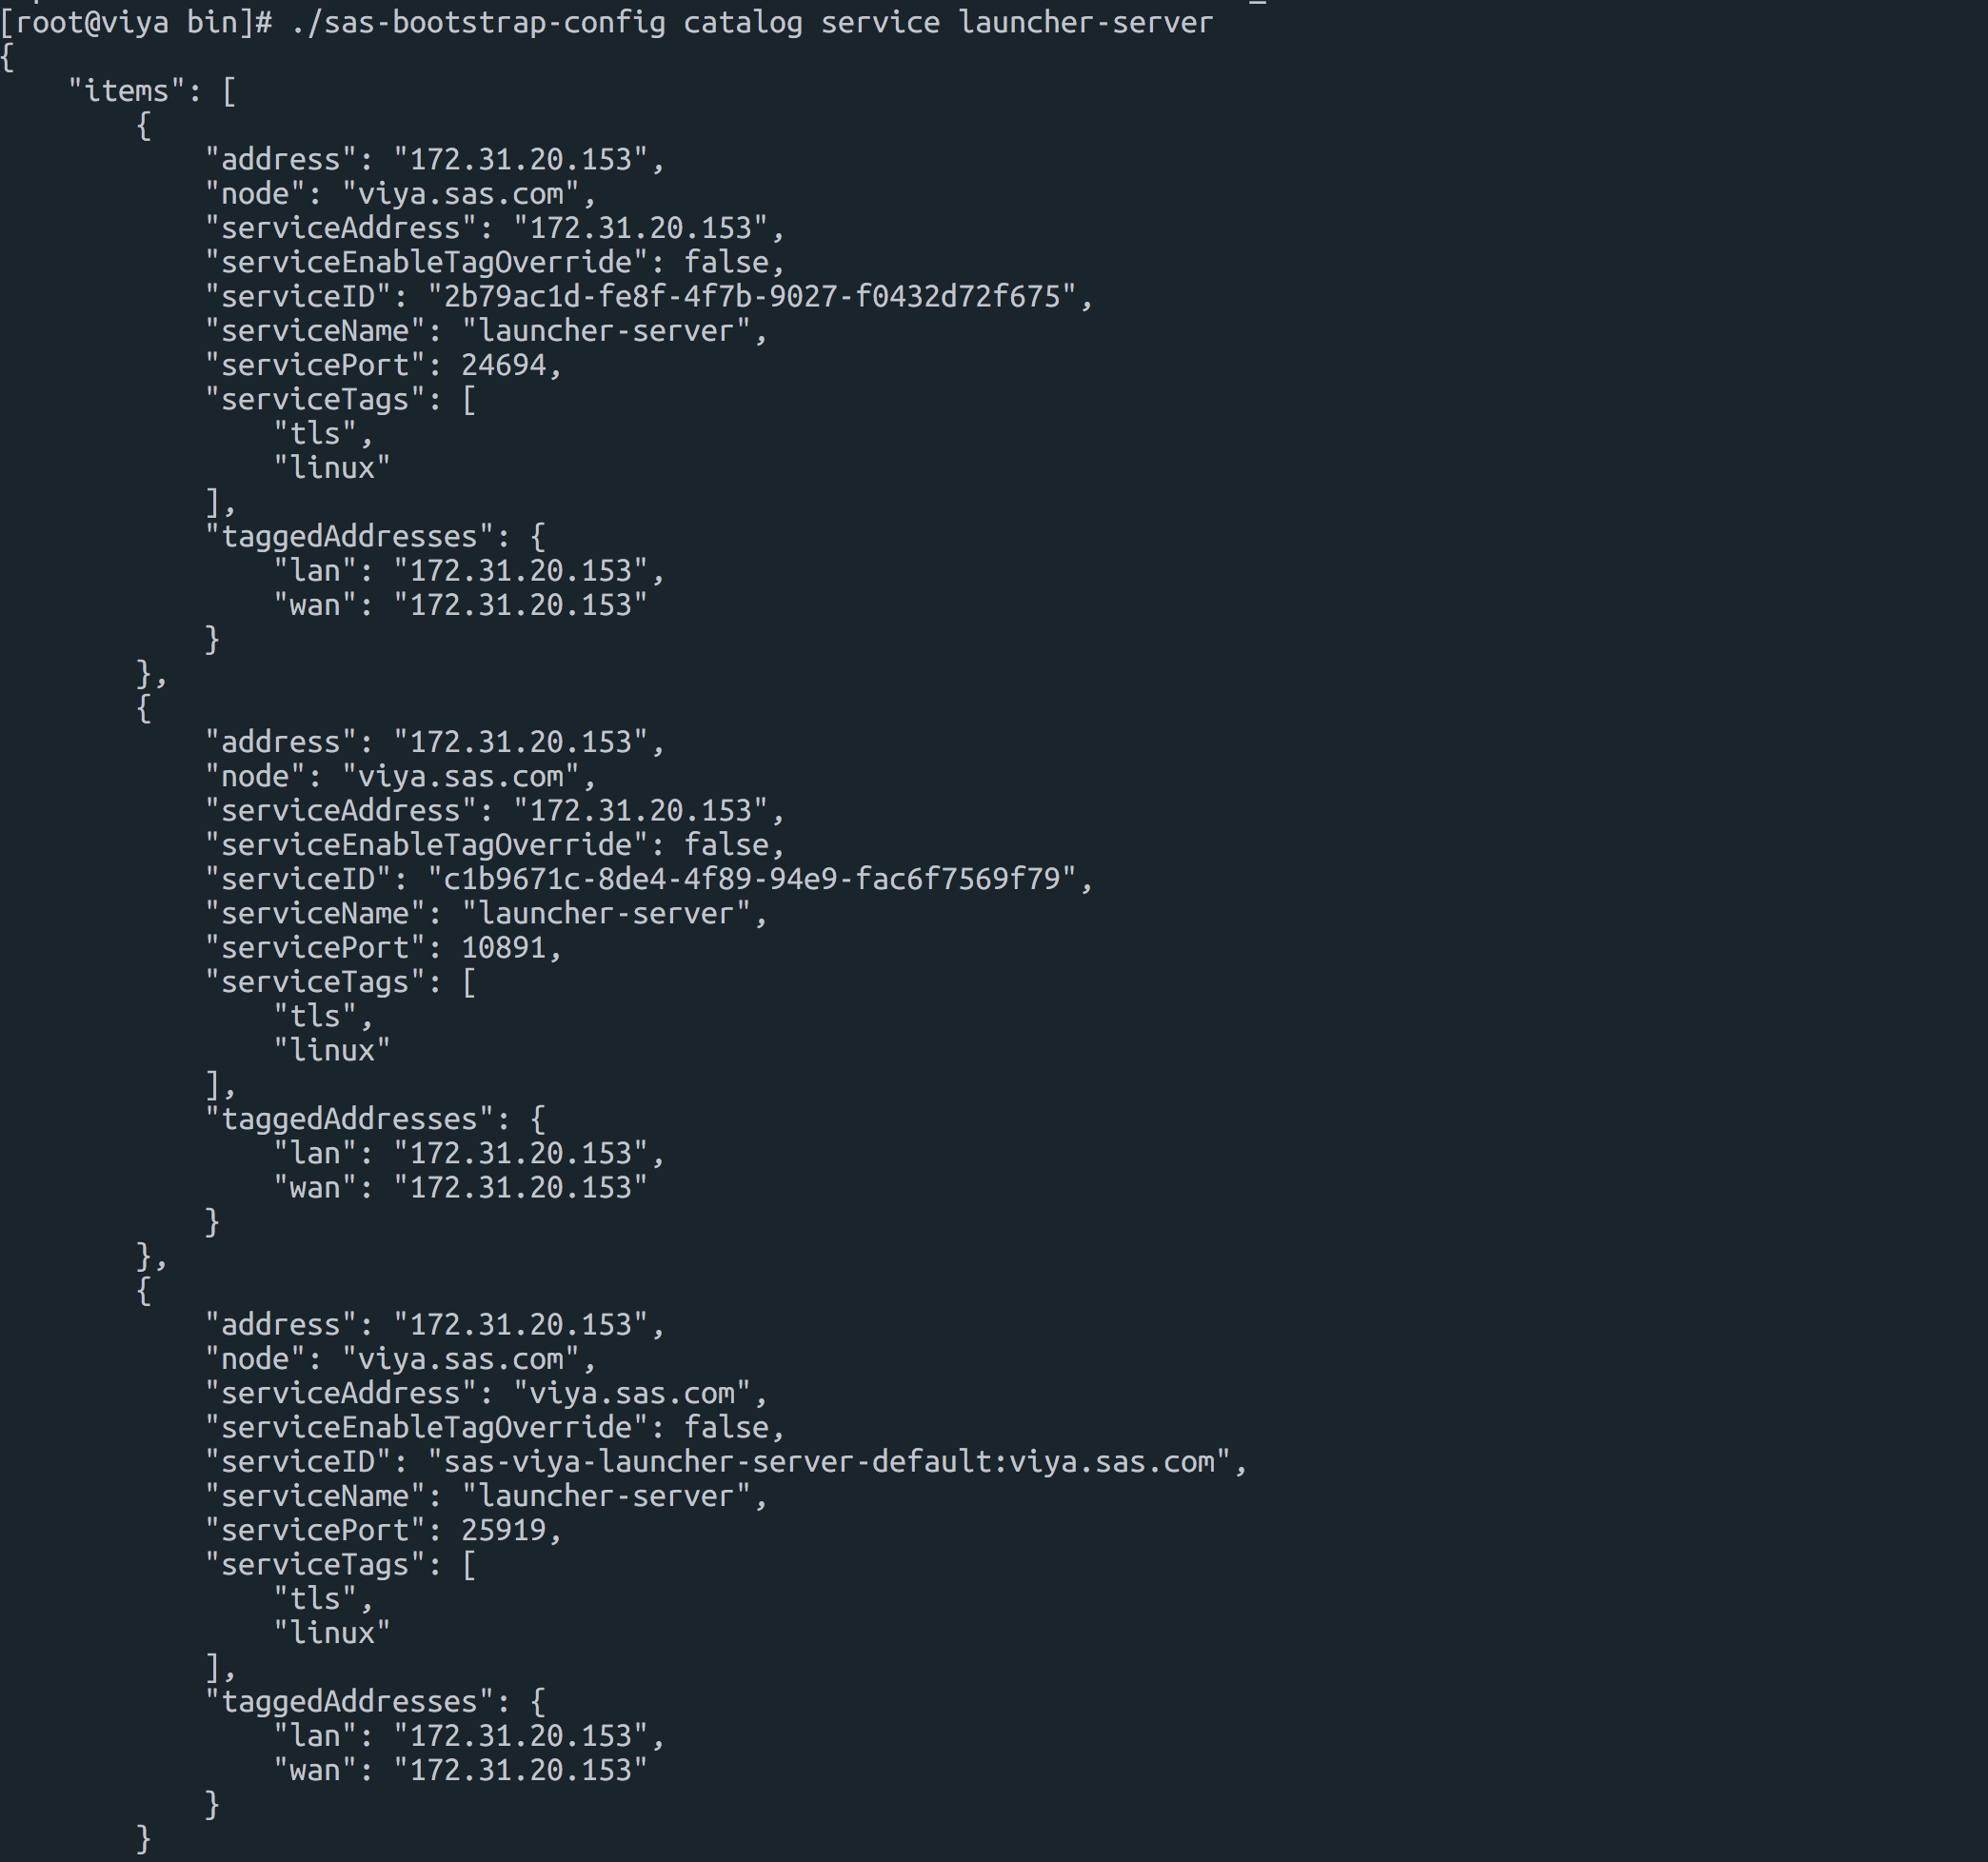 [root@viya bin]# ./sas-bootstrap-config catalog service launcher-server
{
    "items": [
        {
            "address": "172.31.20.153",
            "node": "viya.sas.com",
            "serviceAddress": "172.31.20.153",
            "serviceEnableTagOverride": false,
            "serviceID": "2b79ac1d-fe8f-4f7b-9027-f0432d72f675",
            "serviceName": "launcher-server",
            "servicePort": 24694,
            "serviceTags": [
                "tls",
                "linux"
            ],
            "taggedAddresses": {
                "lan": "172.31.20.153",
                "wan": "172.31.20.153"
            }
        },
        {
            "address": "172.31.20.153",
            "node": "viya.sas.com",
            "serviceAddress": "172.31.20.153",
            "serviceEnableTagOverride": false,
            "serviceID": "c1b9671c-8de4-4f89-94e9-fac6f7569f79",
            "serviceName": "launcher-server",
            "servicePort": 10891,
            "serviceTags": [
                "tls",
                "linux"
            ],
            "taggedAddresses": {
                "lan": "172.31.20.153",
                "wan": "172.31.20.153"
            }
        },
        {
            "address": "172.31.20.153",
            "node": "viya.sas.com",
            "serviceAddress": "viya.sas.com",
            "serviceEnableTagOverride": false,
            "serviceID": "sas-viya-launcher-server-default:viya.sas.com",
            "serviceName": "launcher-server",
            "servicePort": 25919,
            "serviceTags": [
                "tls",
                "linux"
            ],
            "taggedAddresses": {
                "lan": "172.31.20.153",
                "wan": "172.31.20.153"
            }
        }